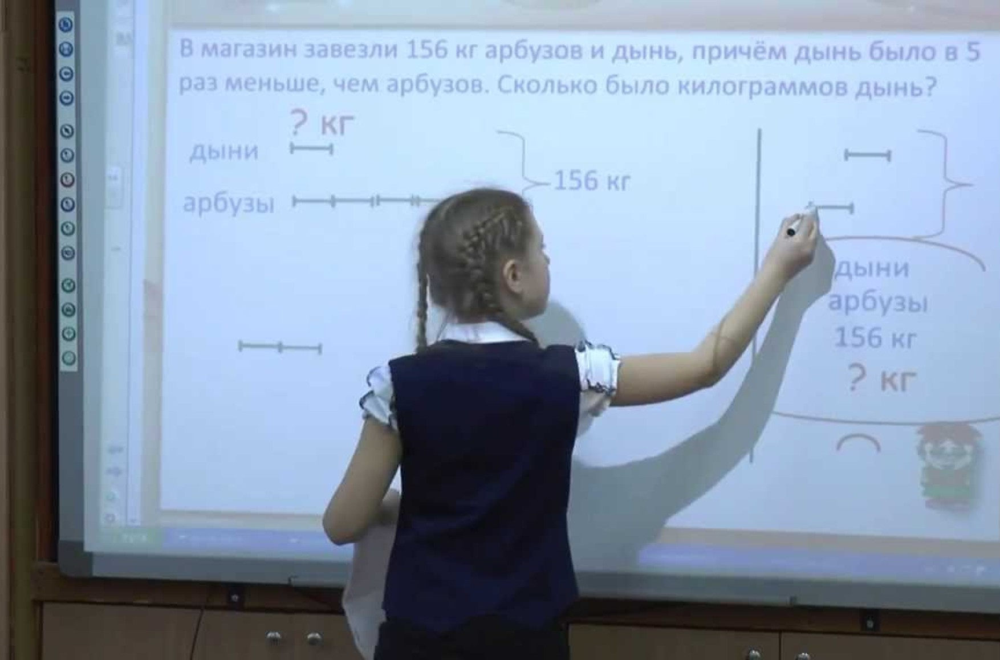 В магазин завезли 156 кг арбузов и дынь, причём дынь было в 5
раз меньше, чем арбузов. Сколько было килограммов дынь?
? кг
дыни
156 кг
арбузы
дыни
арбузы
156 кг
? кг